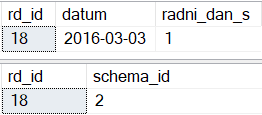 rd_id datum radni_dan_s
18 2016-03-03 1
rd_id schema_id
18 2